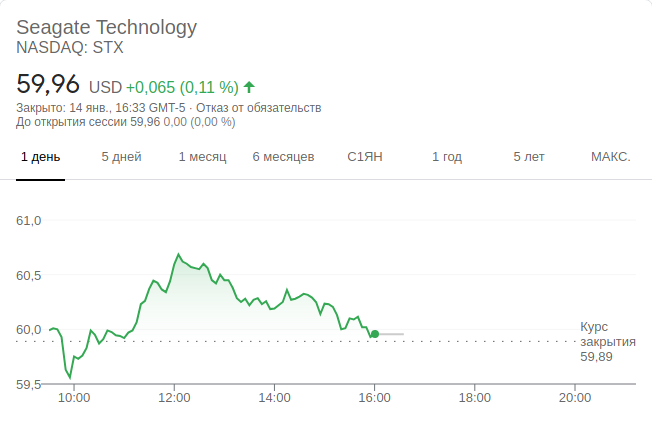 Seagate Technology
NASDAQ: STX
59,96 USD +0,065 (0,11 %)
Закрыто: 14 янв., 16:33 GMT-5 · Отказ от обязательств
До открытия сессии 59,96 0,00 (0,00 %)
1 день 5 дней 1 месяц 6 месяцев С1ЯН 1 год 5 лет МАКС.
61,0
60,5
60,0
59,5
Курс
закрытия
59,89
10:00 12:00 14:00 16:00 18:00 20:00